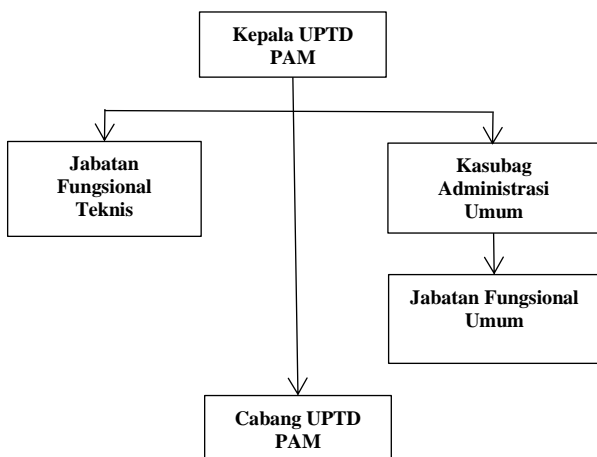 Kepala UPTD
PAM
Jabatan
Fungsional
Teknis
Kasubag
Administrasi
Umum
Jabatan Fungsional
Umum
Cabang UPTD
PAM